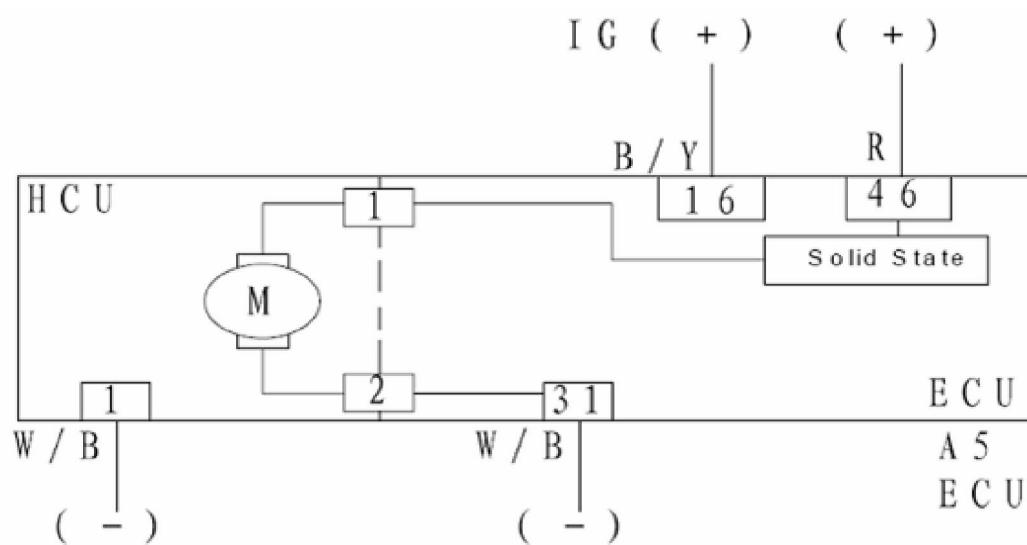 IG (+) (+)
B/Y R
HCU 1 16 46
Solid State
M
1 2 31 ECU
W/B W/B A5
ECU
(-) (-)